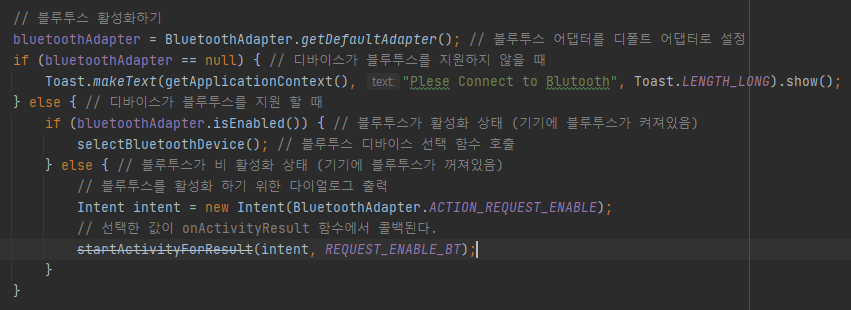 // 블루투스 활성화하기
bluetoothAdapter = BluetoothAdapter.getDefaultAdapter(); // 블루투스 어댑터를 디폴트 어댑터로 설정
if (bluetoothAdapter == null) { // 디바이스가 블루투스를 지원하지 않을 때
    Toast.makeText(getApplicationContext(), text: "Plese Connect to Blutooth", Toast.LENGTH_LONG).show();
} else { // 디바이스가 블루투스를 지원 할 때
    if (bluetoothAdapter.isEnabled()) { // 블루투스가 활성화 상태 (기기에 블루투스가 켜져있음)
        selectBluetoothDevice(); // 블루투스 디바이스 선택 함수 호출
    } else { // 블루투스가 비 활성화 상태 (기기에 블루투스가 꺼져있음)
        // 블루투스를 활성화 하기 위한 다이얼로그 출력
        Intent intent = new Intent(BluetoothAdapter.ACTION_REQUEST_ENABLE);
        // 선택한 값이 onActivityResult 함수에서 콜백된다.
        startActivityForResult(intent, REQUEST_ENABLE_BT);
    }
}